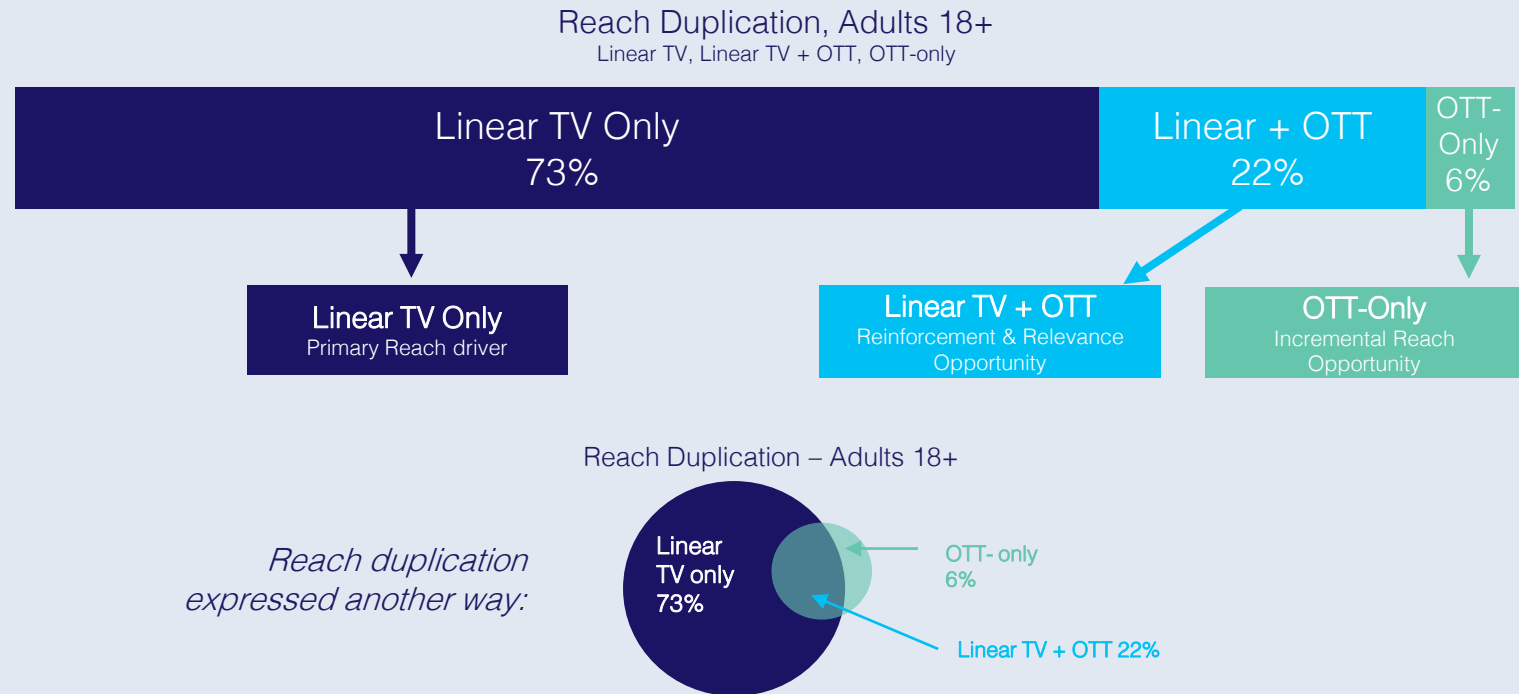 Reach Duplication, Adults 18+
Linear TV, Linear TV + OTT, OTT-only
Linear TV Only
73%
Linear + OTT
22%
OTT-
Only
6%
Linear TV Only
Primary Reach driver
Linear TV + OTT
Reinforcement & Relevance
Opportunity
OTT-Only
Incremental Reach
Opportunity
Reach Duplication – Adults 18+
Reach duplication
expressed another way:
Linear
TV only
73%
OTT- only
6%
Linear TV + OTT 22%